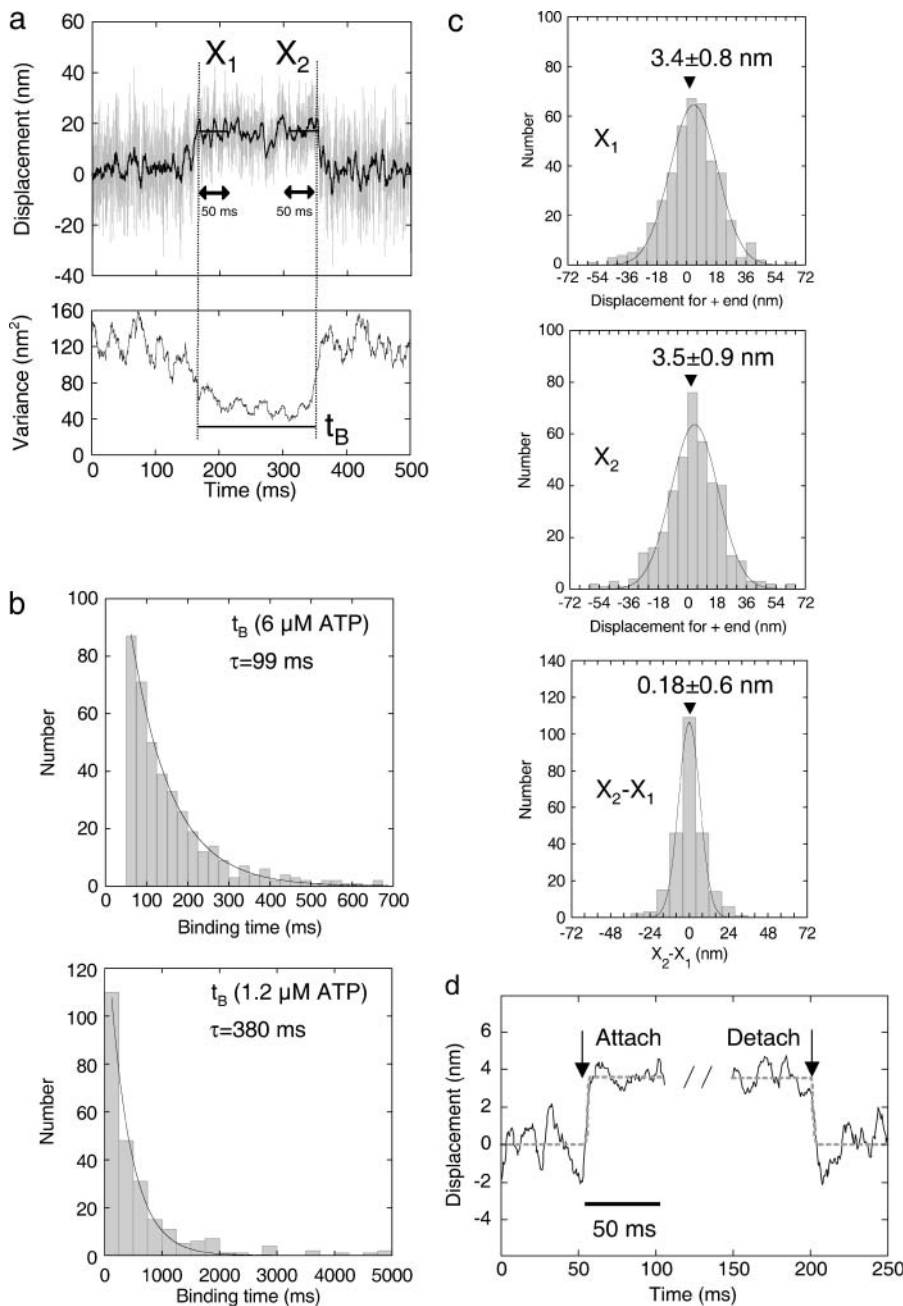 a
60
40
20
0
-20
-40
Displacement (nm)
X1
X2
50 ms
50 ms
160
120
80
40
0
Variance (nm2)
tB
0 100 200 300 400 500
Time (ms)
b
100
80
60
40
20
0
Number
tB (6 µM ATP)
τ=99 ms
0 100 200 300 400 500 600 700
Binding time (ms)
120
100
80
60
40
20
0
Number
tB (1.2 µM ATP)
τ=380 ms
0 1000 2000 3000 4000 5000
Binding time (ms)
c
100
80
60
40
20
0
Number
3.4±0.8 nm
X1
-72 -54 -36 -18 0 18 36 54 72
Displacement for + end (nm)
100
80
60
40
20
0
Number
3.5±0.9 nm
X2
-72 -54 -36 -18 0 18 36 54 72
Displacement for + end (nm)
140
120
100
80
60
40
20
0
Number
0.18±0.6 nm
X2-X1
-72 -48 -24 0 24 48 72
X2-X1 (nm)
d
6
4
2
0
-2
-4
Displacement (nm)
Attach
Detach
50 ms
0 50 100 150 200 250
Time (ms)